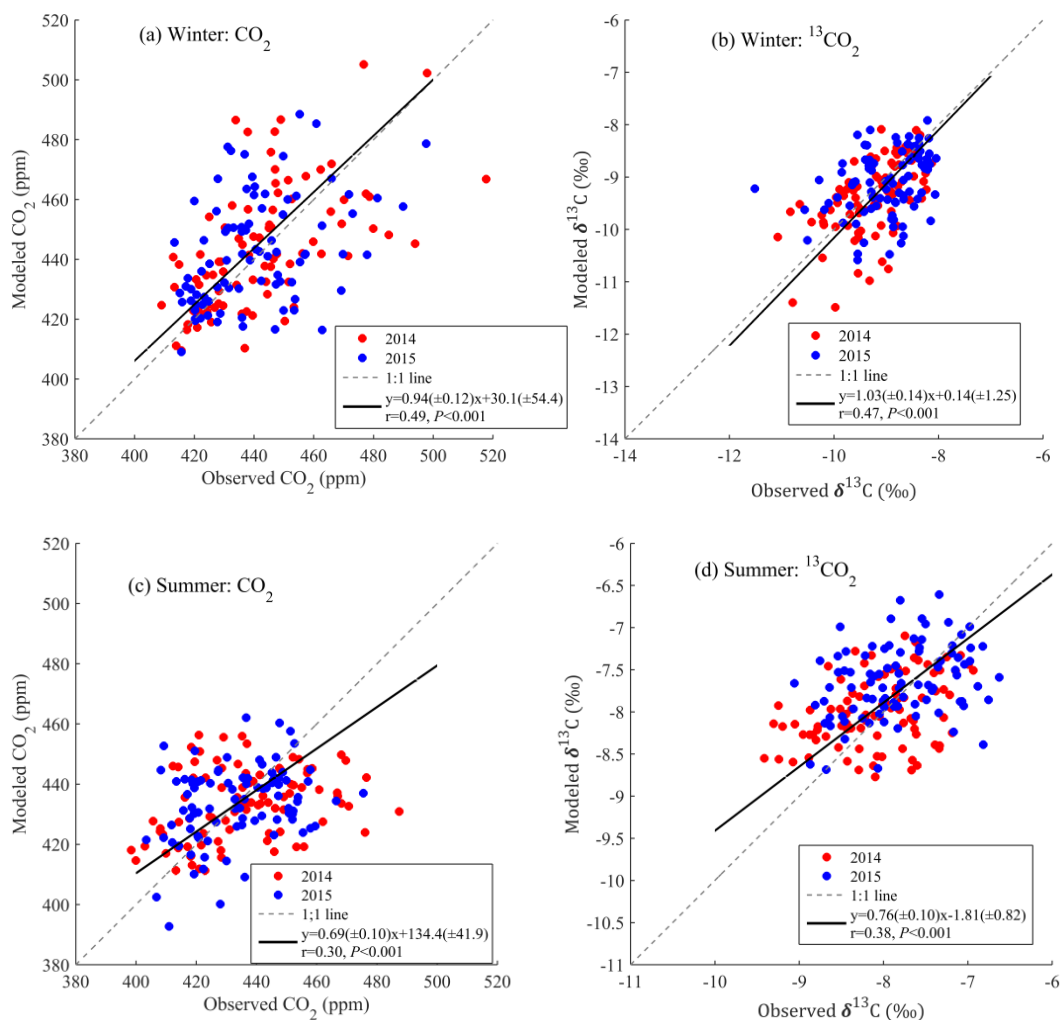 (a) Winter: CO2
520
500
480
460
440
420
400
380
Modeled CO2 (ppm)
2014
2015
1:1 line
y=0.94(±0.12)x+30.1(±54.4)
r=0.49, P<0.001
380 400 420 440 460 480 500 520
Observed CO2 (ppm)
(b) Winter: 13CO2
-6
-7
-8
-9
-10
-11
-12
-13
-14
Modeled δ13C (‰)
2014
2015
1:1 line
y=1.03(±0.14)x+0.14(±1.25)
r=0.47, P<0.001
-14 -12 -10 -8 -6
Observed δ13C (‰)
(c) Summer: CO2
520
500
480
460
440
420
400
380
Modeled CO2 (ppm)
2014
2015
1;1 line
y=0.69(±0.10)x+134.4(±41.9)
r=0.30, P<0.001
380 400 420 440 460 480 500 520
Observed CO2 (ppm)
(d) Summer: 13CO2
-6
-6.5
-7
-7.5
-8
-8.5
-9
-9.5
-10
-10.5
-11
Modeled δ13C (‰)
2014
2015
1:1 line
y=0.76(±0.10)x-1.81(±0.82)
r=0.38, P<0.001
-11 -10 -9 -8 -7 -6
Observed δ13C (‰)